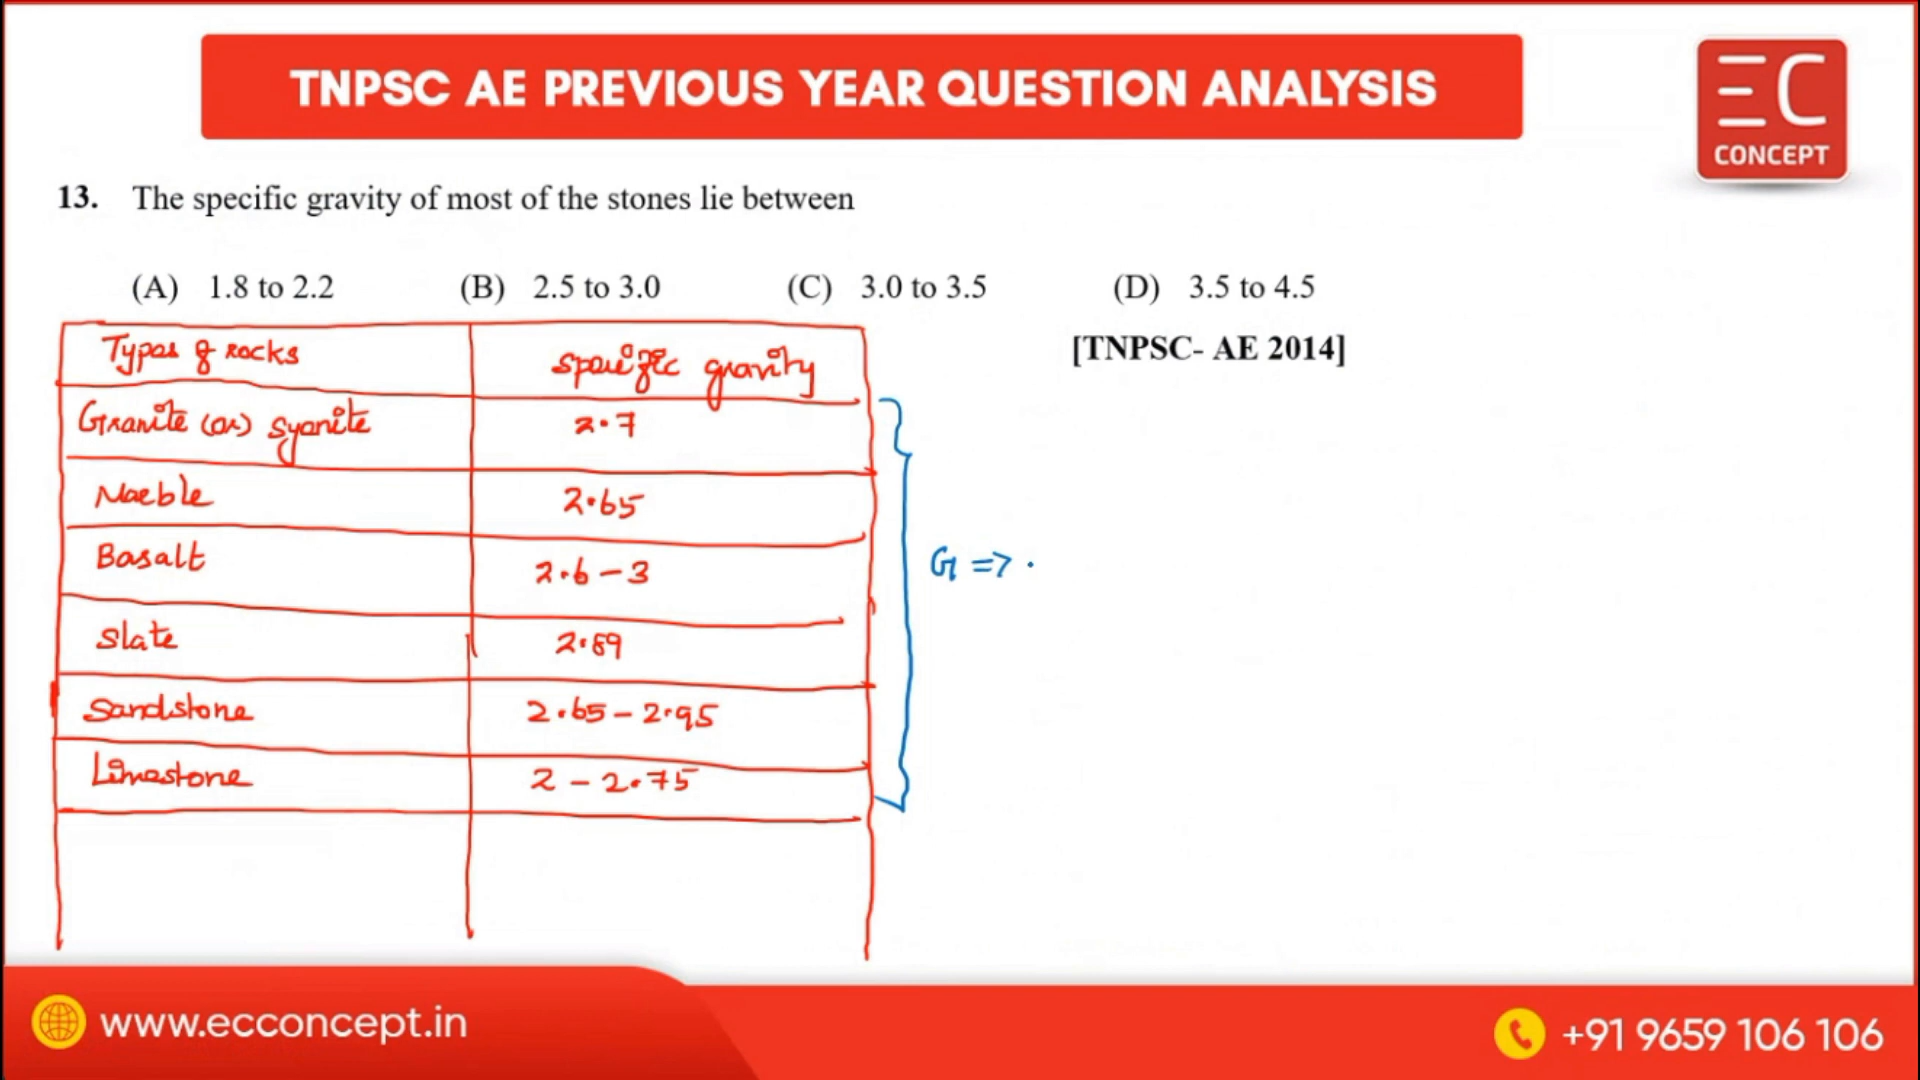 TNPSC AE PREVIOUS YEAR QUESTION ANALYSIS
EC
CONCEPT
13. The specific gravity of most of the stones lie between
(A) 1.8 to 2.2 (B) 2.5 to 3.0 (C) 3.0 to 3.5 (D) 3.5 to 4.5
[TNPSC- AE 2014]
Types of rocks specific gravity
Granite (or) Syanite 2.7
Marble 2.65
Basalt 2.6-3
Slate 2.89
Sandstone 2.65-2.95
Limestone 2-2.75
G => .
www.ecconcept.in
+91 9659 106 106